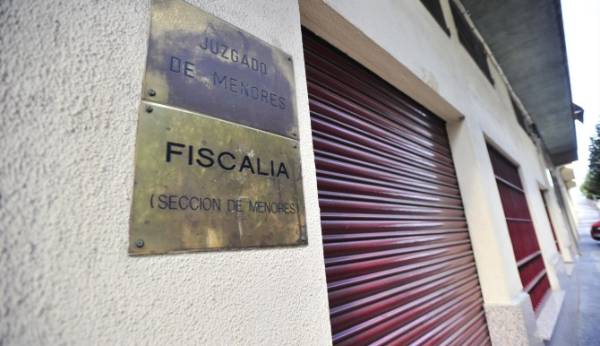 JUZGADO
DE MENORES
FISCALIA
(SECCION DE MENORES)